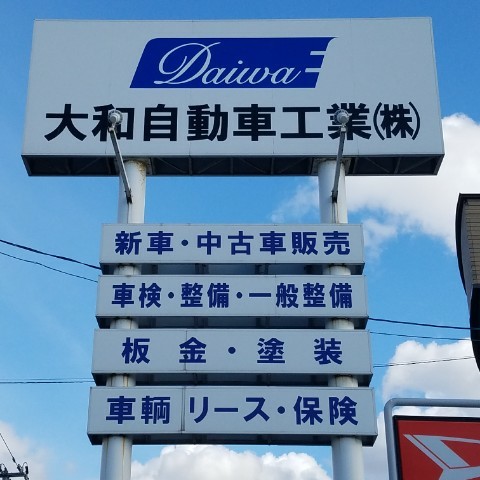 Daiwa
大和自動車工業㈱
新車・中古車販売
車検・整備・一般整備
板金・塗装
車輌 リース・保険